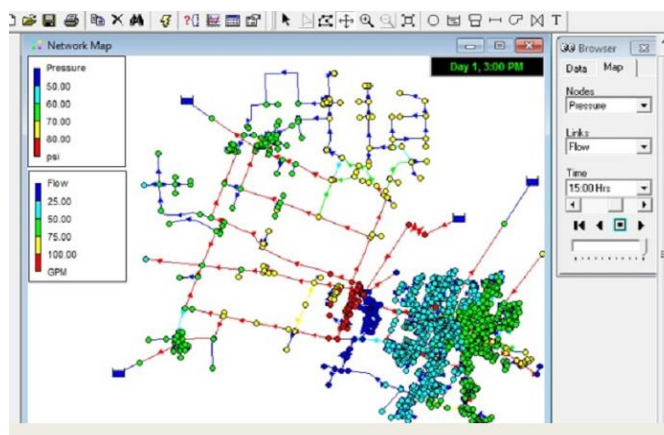 T
Network Map
Browser
Day 1, 3:00 PM
Data
Map
Pressure
50.00
60.00
70.00
80.00
psi
Flow
25.00
50.00
75.00
100.00
GPM
Nodes
Pressure
Links
Flow
Time
15:00 Hrs